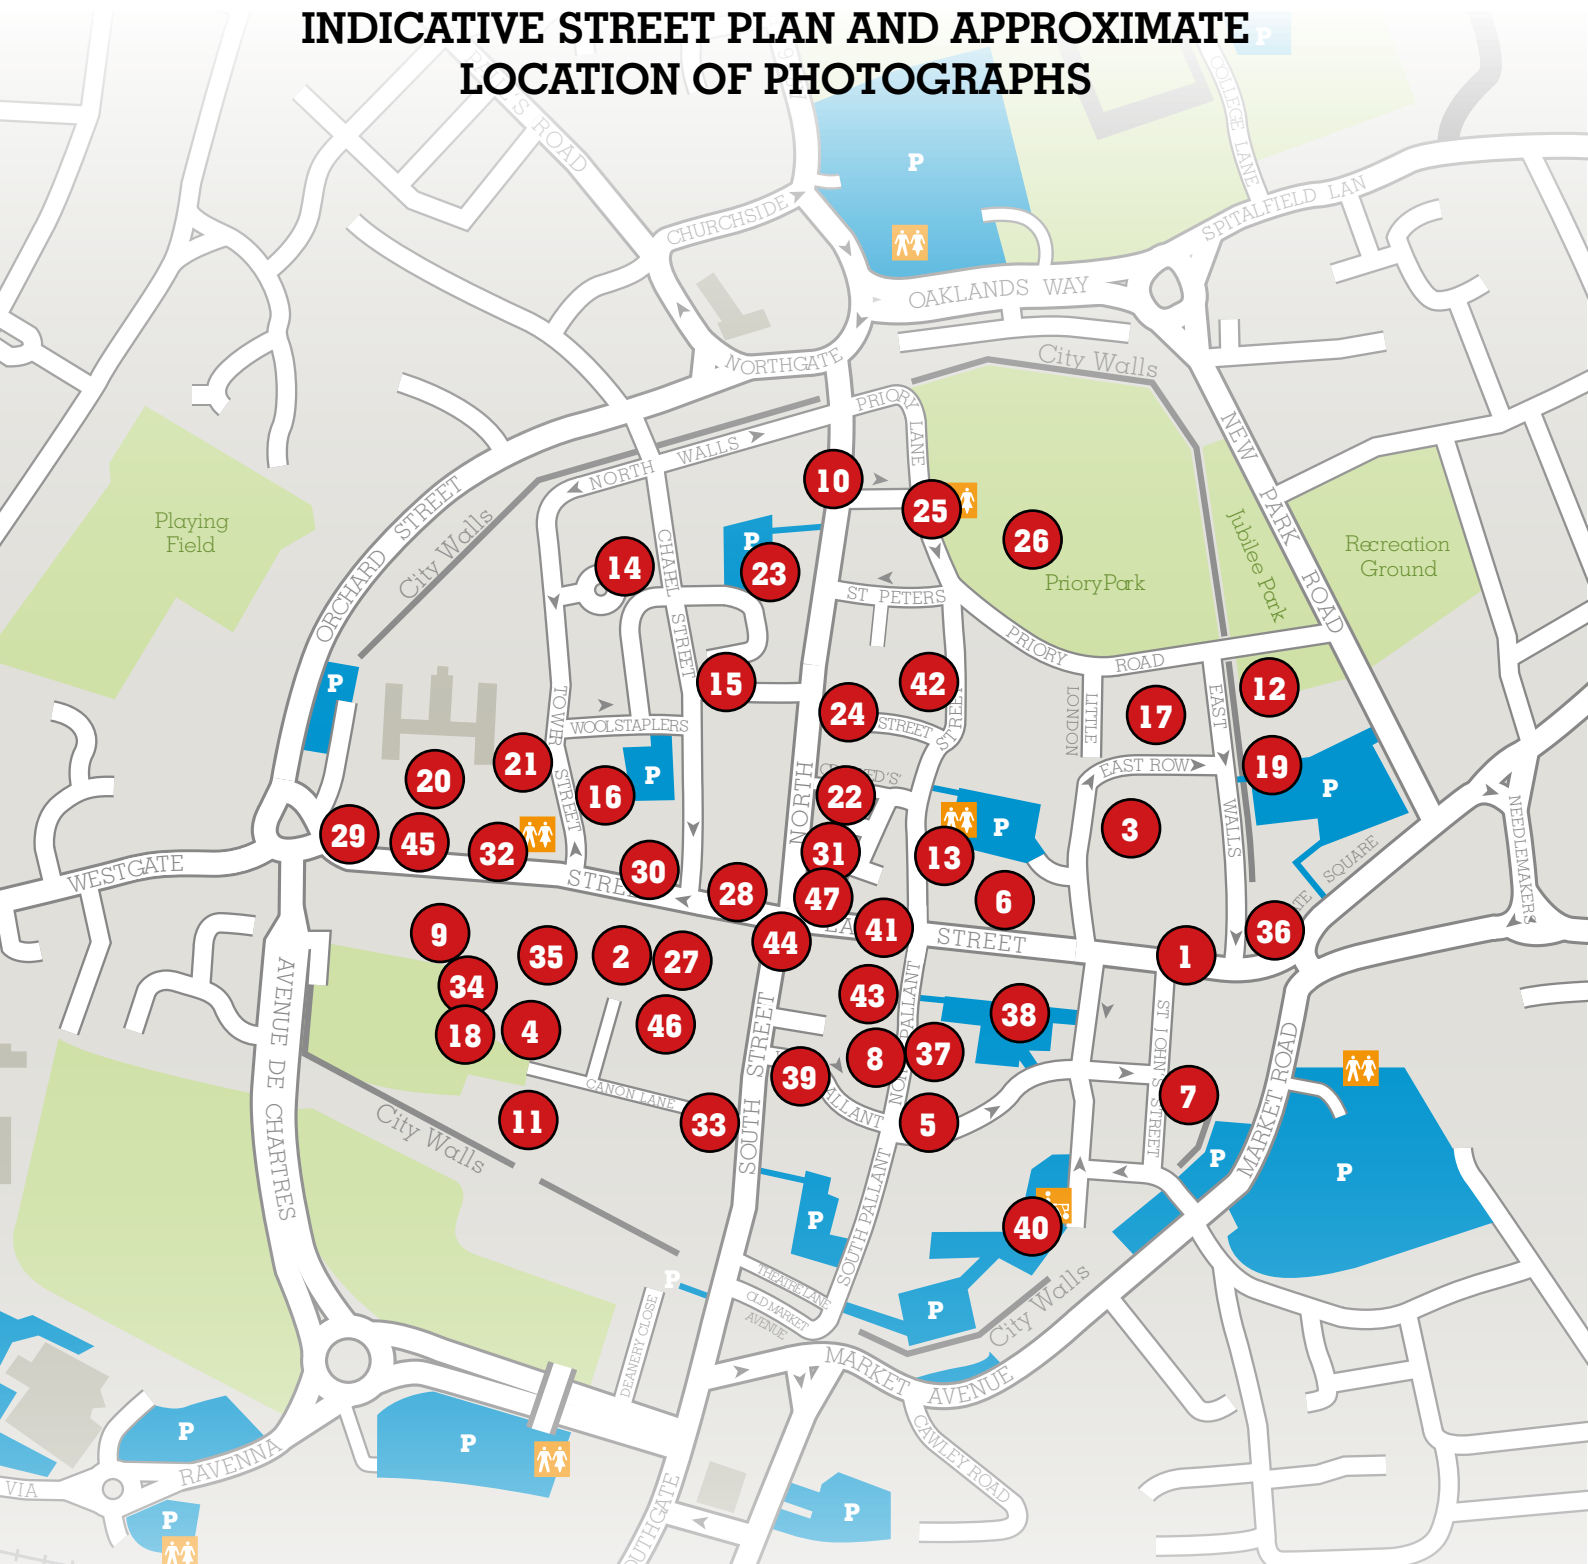 INDICATIVE STREET PLAN AND APPROXIMATE
LOCATION OF PHOTOGRAPHS
P
COLLEGE LANE
P
ROAD
CHURCHSIDE
SPITALFIELD LAN
OAKLANDS WAY
NORTHGATE
City Walls
PRIORY
LANE
NEW
PARK
ROAD
NORTH
WALLS
10
25
26
Playing
Field
ORCHARD STREET
City Walls
CHAPEL
STREET
P
14
23
Priory Park
Jubilee Park
Recreation
Ground
ST PETERS
PRIORY
ROAD
P
15
42
24
STREET
STREET
LITTLE
LONDON
17
EAST
WALLS
12
TOWER
STREET
WOOLSTAPLERS
20
21
16
P
NORTH
22
EAST ROW
19
P
P
29
45
32
30
31
13
3
WESTGATE
STRE
28
47
6
SQUARE
NEEDLEMAKERS
9
35
2
27
44
41
STREET
1
36
34
18
4
46
43
38
PALLANT
ST JOHN'S STREET
AVENUE DE CHARTRES
SOUTH STREET
39
8
37
7
MARKET ROAD
CANON LANE
11
33
ALLANT
5
City Walls
P
P
P
SOUTH PALLANT
40
THEATRE LANE
OLD MARKET
AVENUE
P
DEANERY CLOSE
P
City Walls
MARKET
AVENUE
CAWLEY ROAD
P
P
RAVENNA
VIA
P
P
OUTHGATE